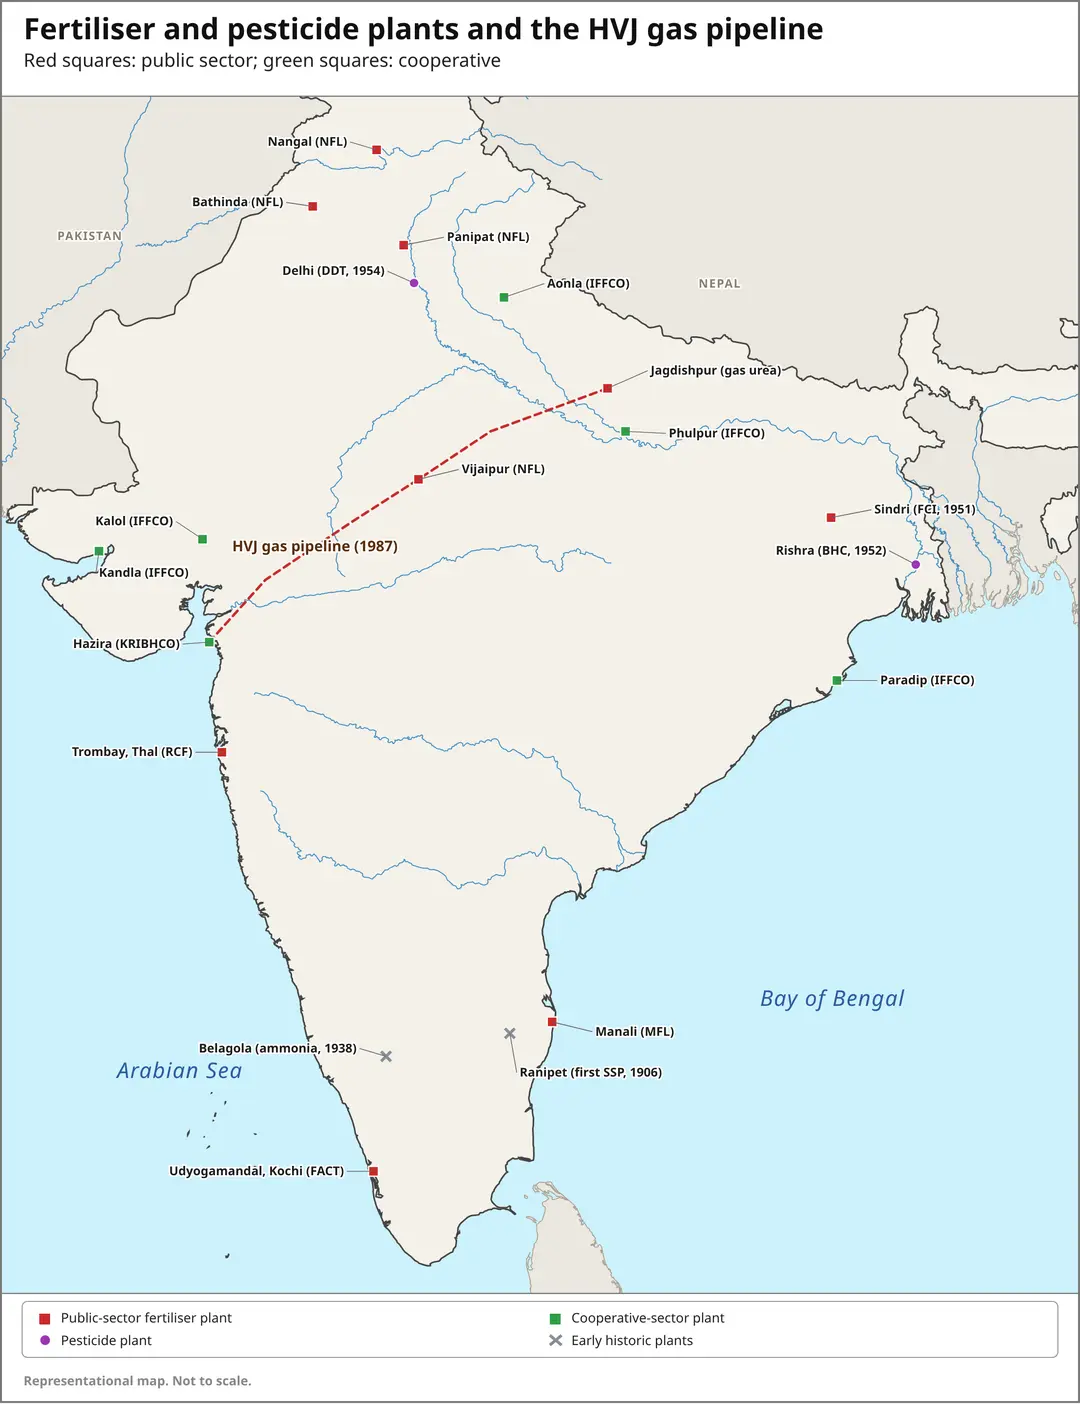 Fertiliser and pesticide plants and the HVJ gas pipeline
Red squares: public sector; green squares: cooperative
Nangal (NFL)
Bathinda (NFL)
PAKISTAN
Panipat (NFL)
Delhi (DDT, 1954)
Aonla (IFFCO)
NEPAL
Jagdishpur (gas urea)
Phulpur (IFFCO)
Vijaipur (NFL)
Sindri (FCI, 1951)
Kalol (IFFCO)
HVJ gas pipeline (1987)
Rishra (BHC, 1952)
Kandla (IFFCO)
Hazira (KRIBHCO)
Paradip (IFFCO)
Trombay, Thal (RCF)
Bay of Bengal
Manali (MFL)
Belagola (ammonia, 1938)
Arabian Sea
Ranipet (first SSP, 1906)
Udyogamandal, Kochi (FACT)
Public-sector fertiliser plant
Cooperative-sector plant
Pesticide plant
Early historic plants
Representational map. Not to scale.